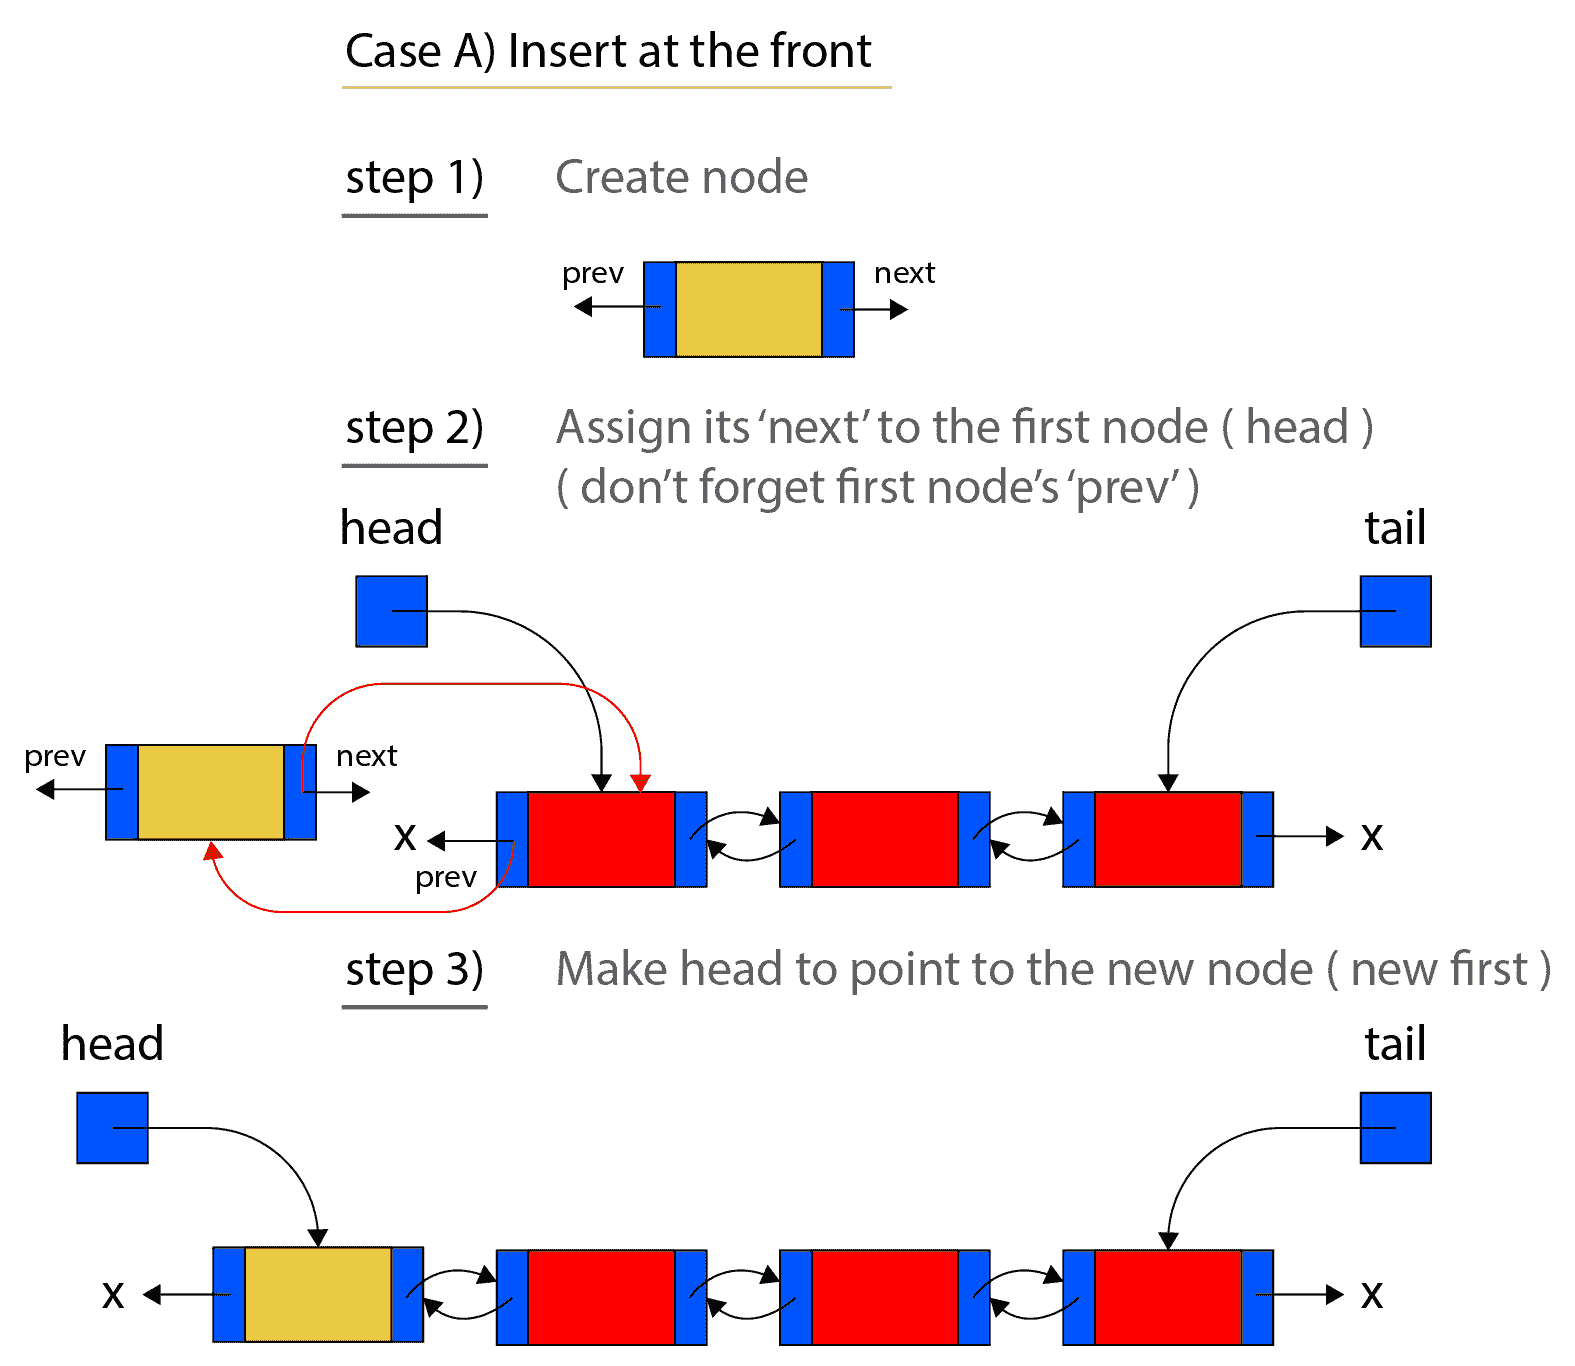 Case A) Insert at the front
step 1) Create node
prev next
step 2) Assign its ‘next’ to the first node ( head )
( don’t forget first node’s ‘prev’ )
head tail
prev next
x x
prev
step 3) Make head to point to the new node ( new first )
head tail
x x